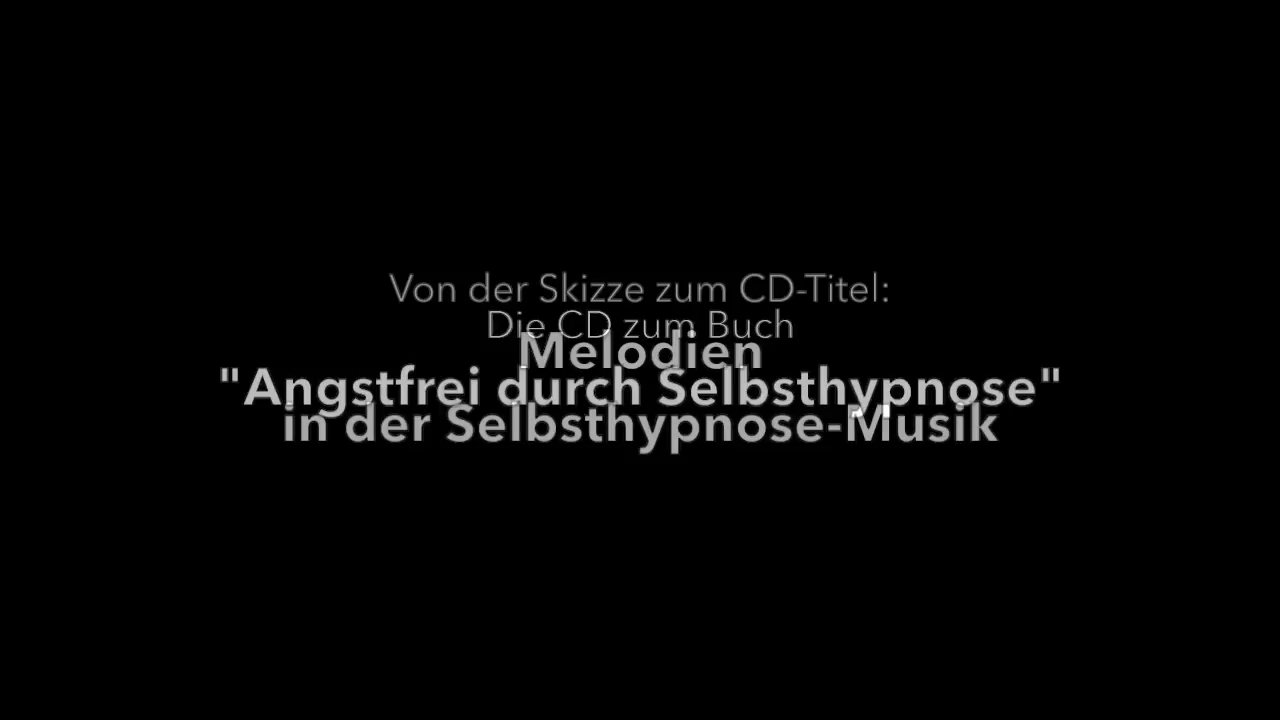 Von der Skizze zum CD-Titel:
Die CD zum Buch
Melodien
"Angstfrei durch Selbsthypnose"
in der Selbsthypnose-Musik